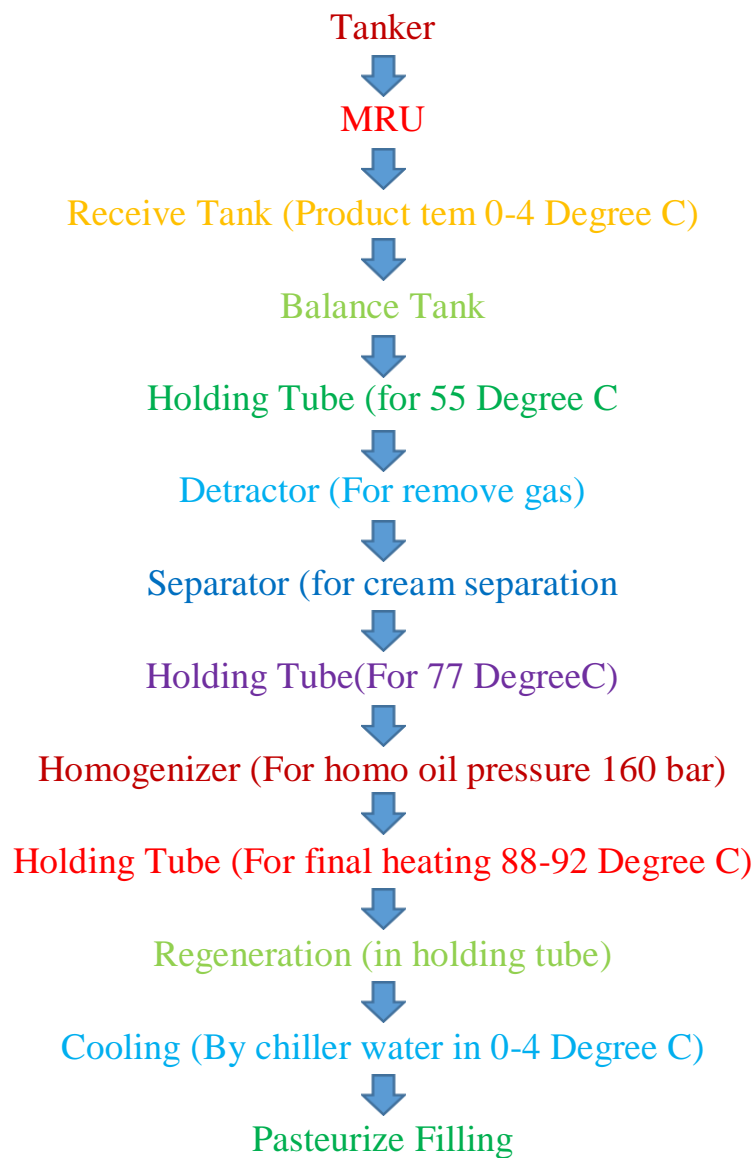 Tanker
MRU
Receive Tank (Product tem 0-4 Degree C)
Balance Tank
Holding Tube (for 55 Degree C
Detractor (For remove gas)
Separator (for cream separation
Holding Tube(For 77 DegreeC)
Homogenizer (For homo oil pressure 160 bar)
Holding Tube (For final heating 88-92 Degree C)
Regeneration (in holding tube)
Cooling (By chiller water in 0-4 Degree C)
Pasteurize Filling